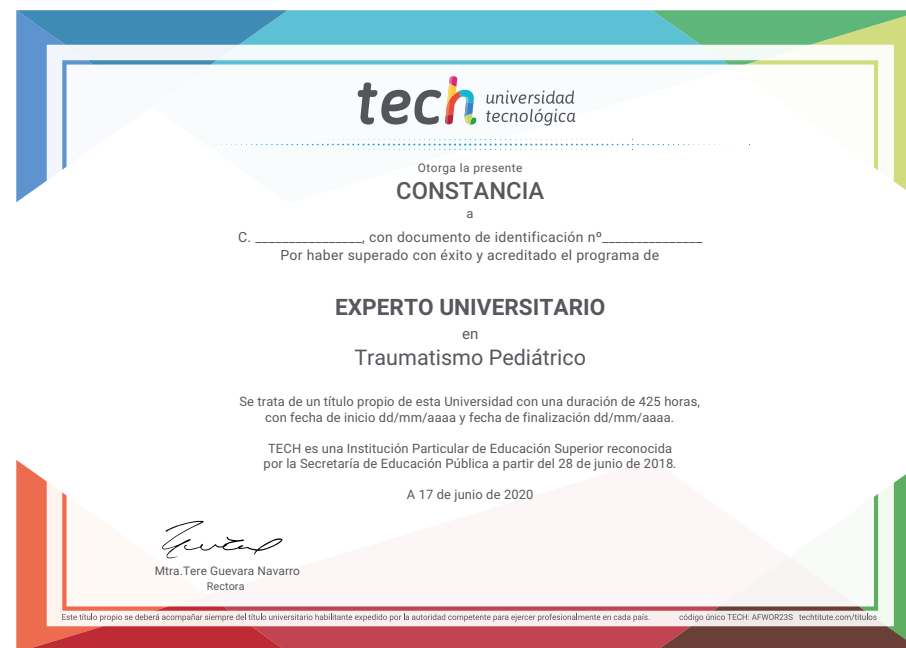 tech universidad
tecnológica
Otorga la presente
CONSTANCIA
a
C. ________________, con documento de identificación nº_______________
Por haber superado con éxito y acreditado el programa de
EXPERTO UNIVERSITARIO
en
Traumatismo Pediátrico
Se trata de un título propio de esta Universidad con una duración de 425 horas,
con fecha de inicio dd/mm/aaaa y fecha de finalización dd/mm/aaaa.
TECH es una Institución Particular de Educación Superior reconocida
por la Secretaría de Educación Pública a partir del 28 de junio de 2018.
A 17 de junio de 2020
Mtra.Tere Guevara Navarro
Rectora
Este título propio se deberá acompañar siempre del título universitario habilitante expedido por la autoridad competente para ejercer profesionalmente en cada país. código único TECH: AFWOR23S techtitute.com/titulos